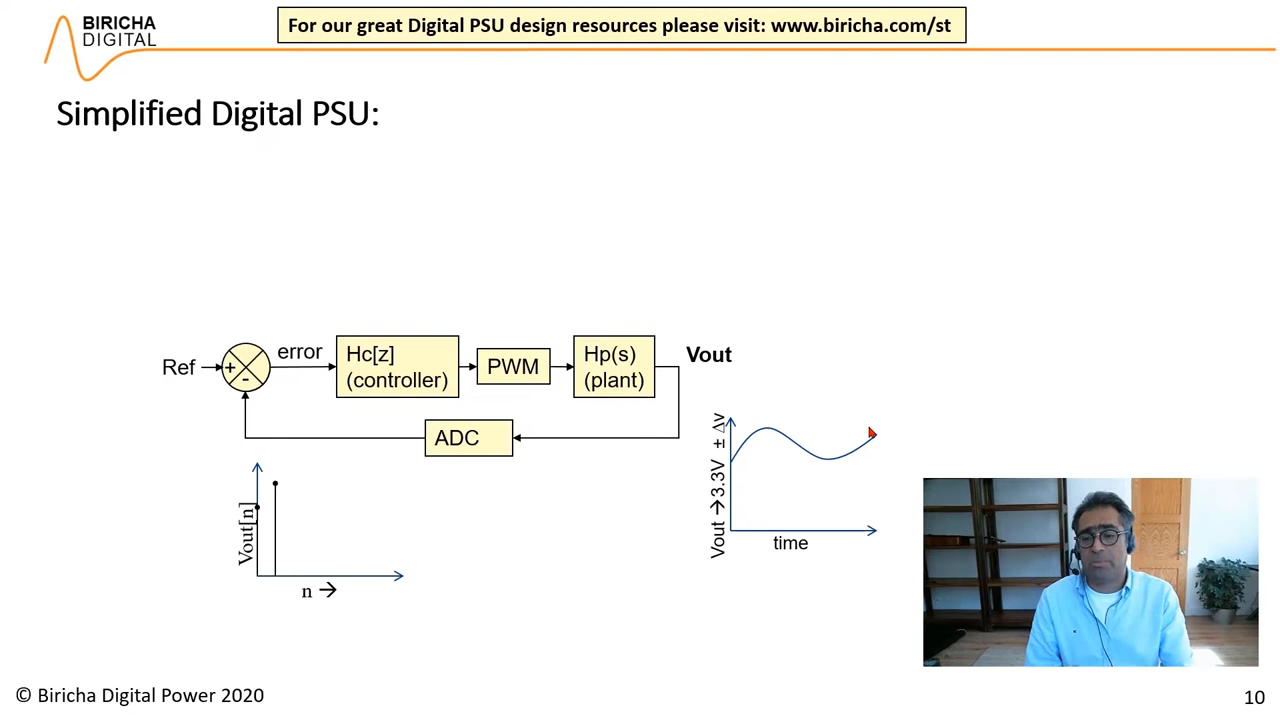 BIRICHA
DIGITAL
For our great Digital PSU design resources please visit: www.biricha.com/st
Simplified Digital PSU:
Ref
+
-
error
Hc[z]
(controller)
PWM
Hp(s)
(plant)
Vout
ADC
Vout[n]
n →
Vout → 3.3V ± Δv
time
© Biricha Digital Power 2020
10